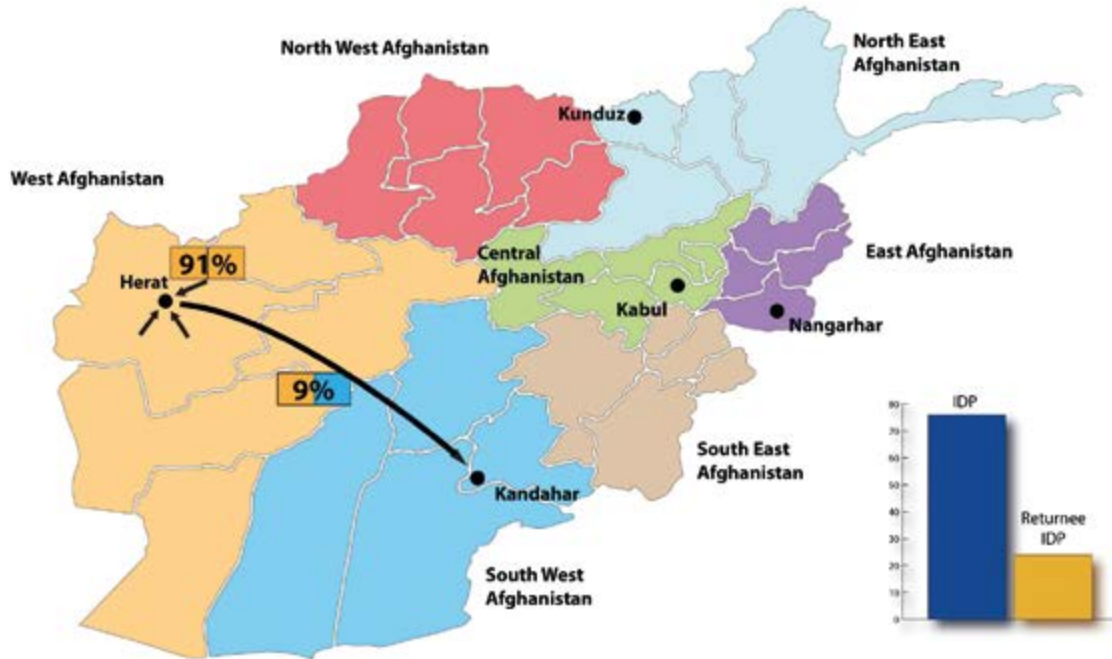 North West Afghanistan
North East
Afghanistan
Kunduz
West Afghanistan
91%
Herat
Central
Afghanistan
East Afghanistan
Kabul
Nangarhar
9%
South East
Afghanistan
Kandahar
South West
Afghanistan
IDP
Returnee
IDP
80
70
60
50
40
30
20
10
0